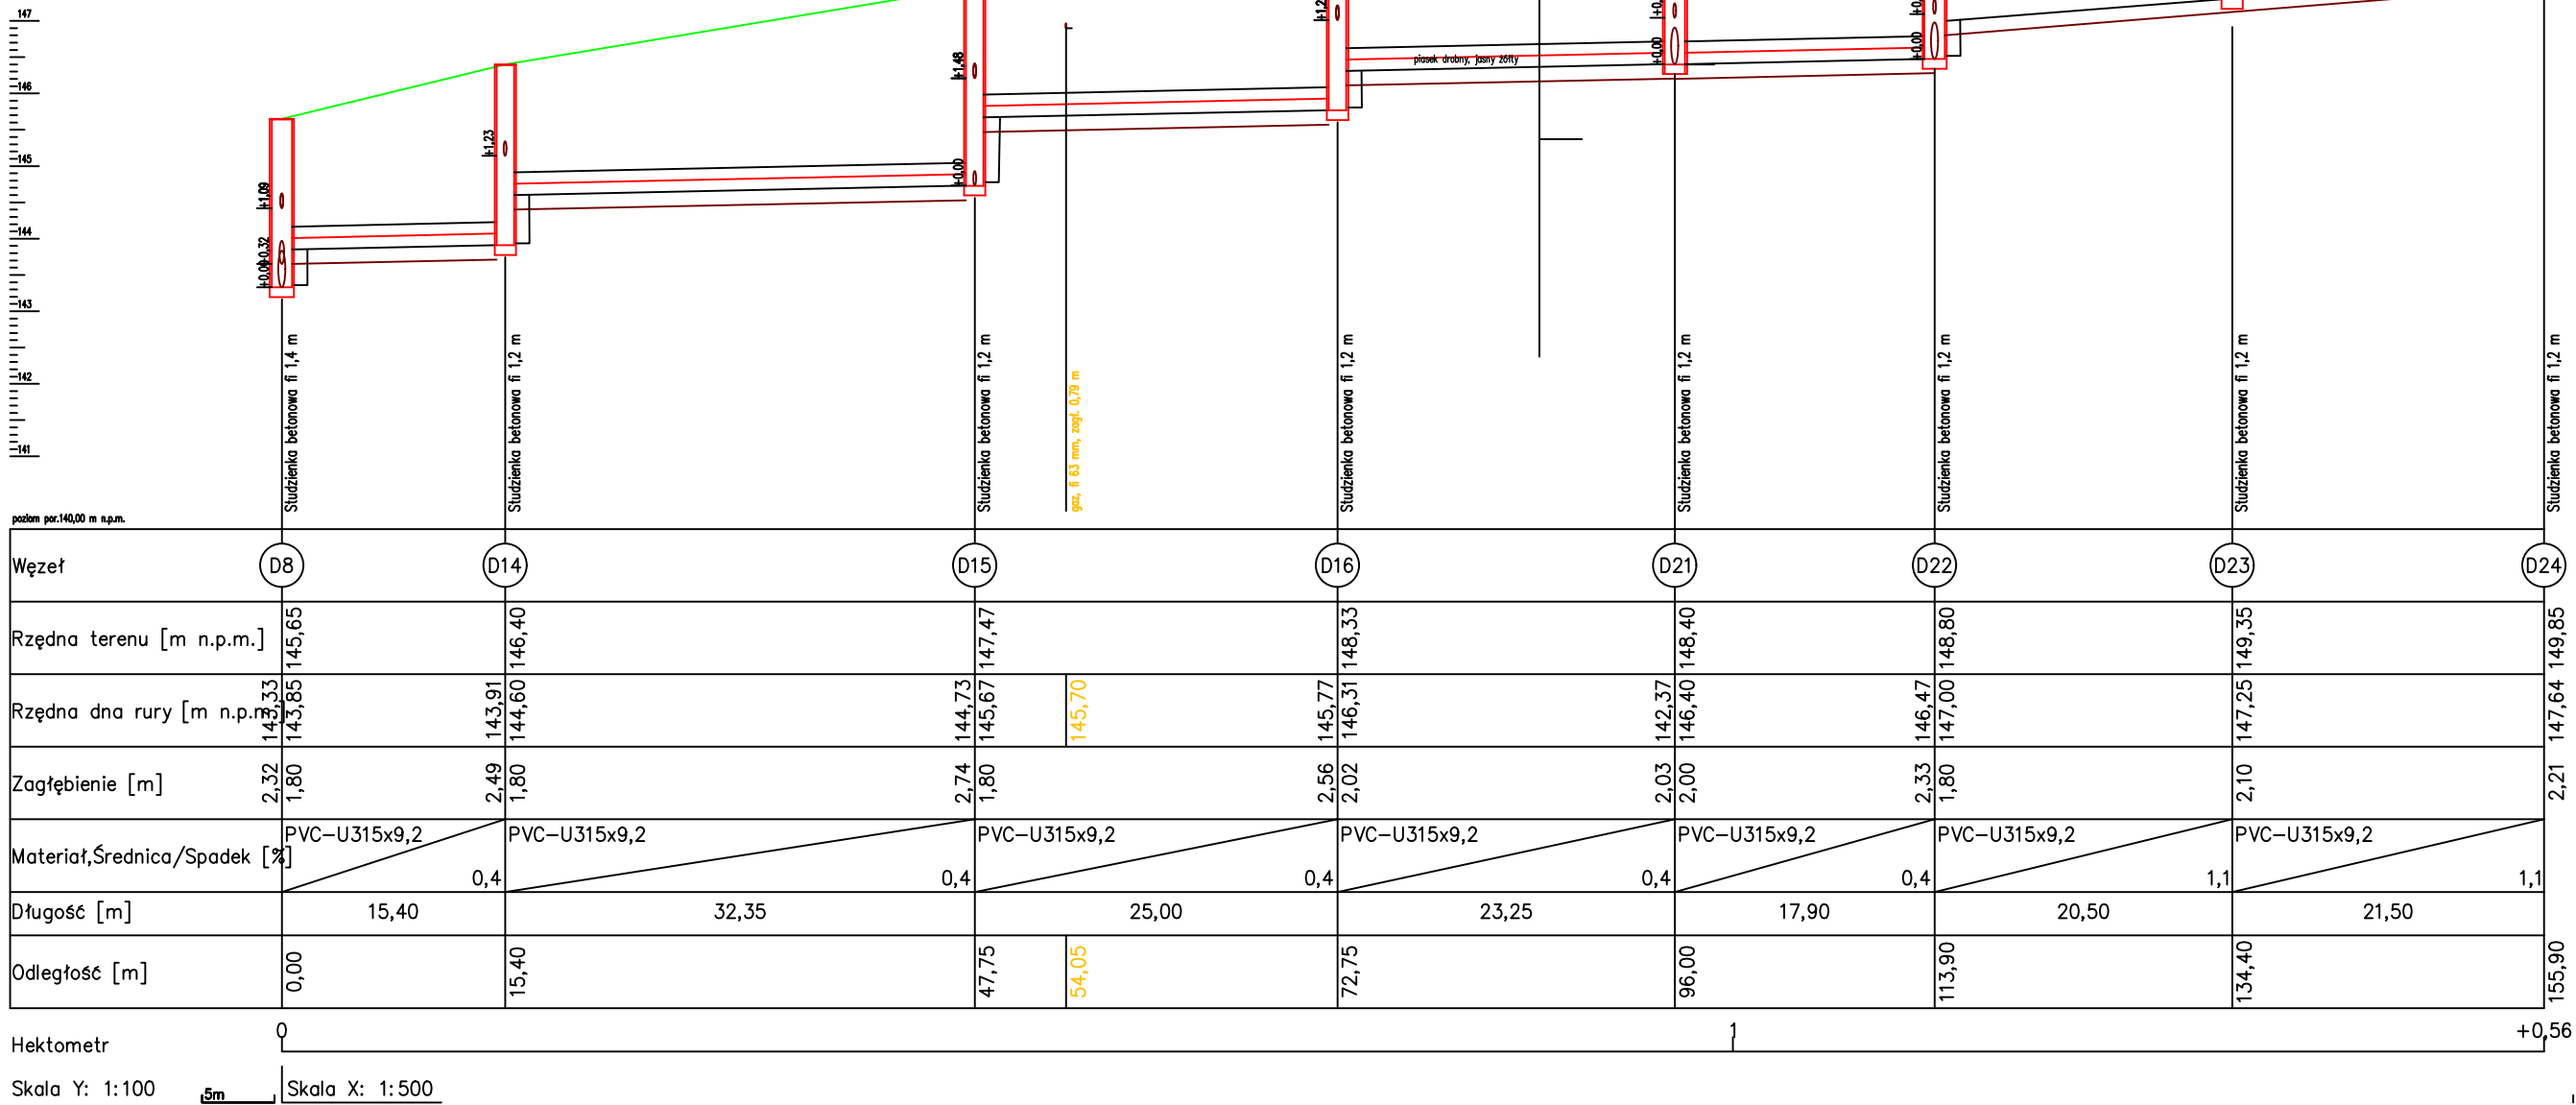 147
146
145
144
143
142
141
+1,09
+0,32
+0,00
+1,23
+1,48
+0,00
+0,00
+0,00
piasek drobny, jasny żółty
Studzienka betonowa fi 1,4 m
Studzienka betonowa fi 1,2 m
Studzienka betonowa fi 1,2 m
gaz, fi 63 mm, zagł. 0,79 m
Studzienka betonowa fi 1,2 m
Studzienka betonowa fi 1,2 m
Studzienka betonowa fi 1,2 m
Studzienka betonowa fi 1,2 m
Studzienka betonowa fi 1,2 m
poziom por.140,00 m n.p.m.
Węzeł D8 D14 D15 D16 D21 D22 D23 D24
Rzędna terenu [m n.p.m.] 145,65 146,40 147,47 148,33 148,40 148,80 149,35 149,85
Rzędna dna rury [m n.p.m.] 143,33 143,85 143,91 144,60 144,73 145,67 145,70 145,77 146,31 142,37 146,40 146,47 147,00 147,25 147,64
Zagłębienie [m] 2,32 1,80 2,49 1,80 2,74 1,80 2,56 2,02 2,03 2,00 2,33 1,80 2,10 2,21
Materiał,Średnica/Spadek [%] PVC-U315x9,2 0,4 PVC-U315x9,2 0,4 PVC-U315x9,2 0,4 PVC-U315x9,2 0,4 PVC-U315x9,2 0,4 PVC-U315x9,2 1,1 PVC-U315x9,2 1,1
Długość [m] 15,40 32,35 25,00 23,25 17,90 20,50 21,50
Odległość [m] 0,00 15,40 47,75 54,05 72,75 96,00 113,90 134,40 155,90
Hektometr 0 1 +0,56
Skala Y: 1:100 5m Skala X: 1:500